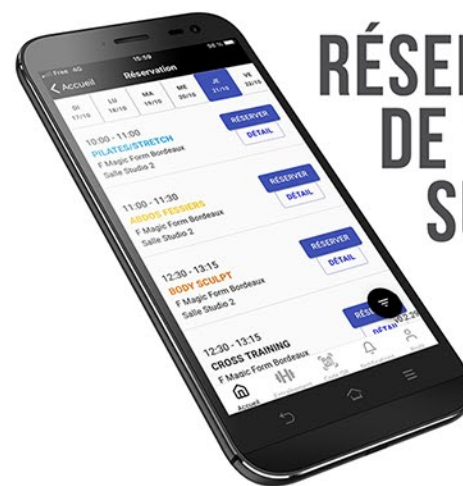 Free 4G 15:59 98 %
Accueil Réservation
DI LU MA ME JE VE
17/10 18/10 19/10 20/10 21/10 22/10
10:00 - 11:00
PILATES/STRETCH
F Magic Form Bordeaux
Salle Studio 2
RÉSERVER
DÉTAIL
11:00 - 11:30
ABDOS FESSIERS
F Magic Form Bordeaux
Salle Studio 2
RÉSERVER
DÉTAIL
12:30 - 13:15
BODY SCULPT
F Magic Form Bordeaux
Salle Studio 2
RÉSERVER
DÉTAIL
12:30 - 13:15
CROSS TRAINING
F Magic Form Bordeaux
DÉTAIL
Accueil
RÉSER
DE